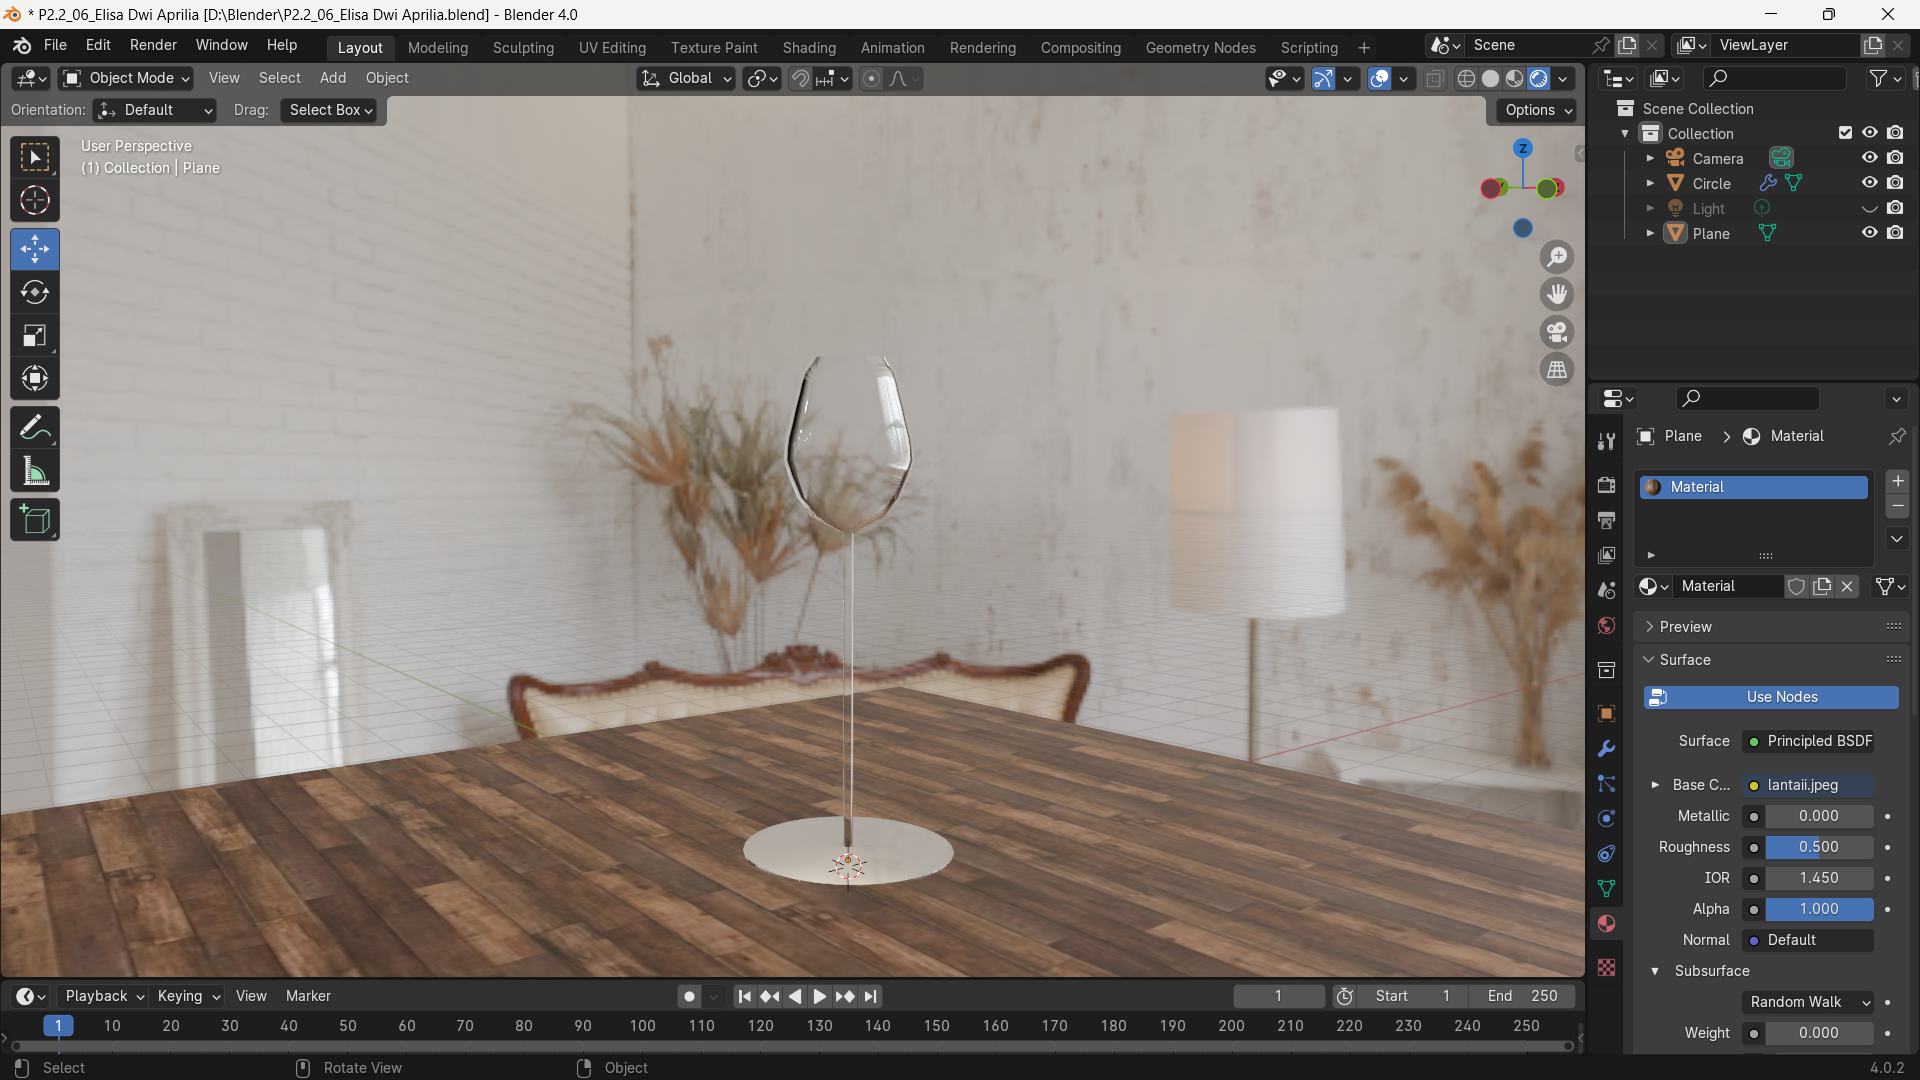 * P2.2_06_Elisa Dwi Aprilia [D:\Blender\P2.2_06_Elisa Dwi Aprilia.blend] - Blender 4.0
File Edit Render Window Help
Layout Modeling Sculpting UV Editing Texture Paint Shading Animation Rendering Compositing Geometry Nodes Scripting +
Scene
ViewLayer
Object Mode View Select Add Object
Global
Orientation: Default Drag: Select Box
Options
User Perspective
(1) Collection | Plane
Z
Scene Collection
Collection
Camera
Circle
Light
Plane
Plane > Material
Material
Material
Preview
Surface
Use Nodes
Surface Principled BSDF
Base C... lantaii.jpeg
Metallic 0.000
Roughness 0.500
IOR 1.450
Alpha 1.000
Normal Default
Subsurface
Random Walk
Weight 0.000
Playback Keying View Marker
1 Start 1 End 250
1 10 20 30 40 50 60 70 80 90 100 110 120 130 140 150 160 170 180 190 200 210 220 230 240 250
Select Rotate View Object 4.0.2